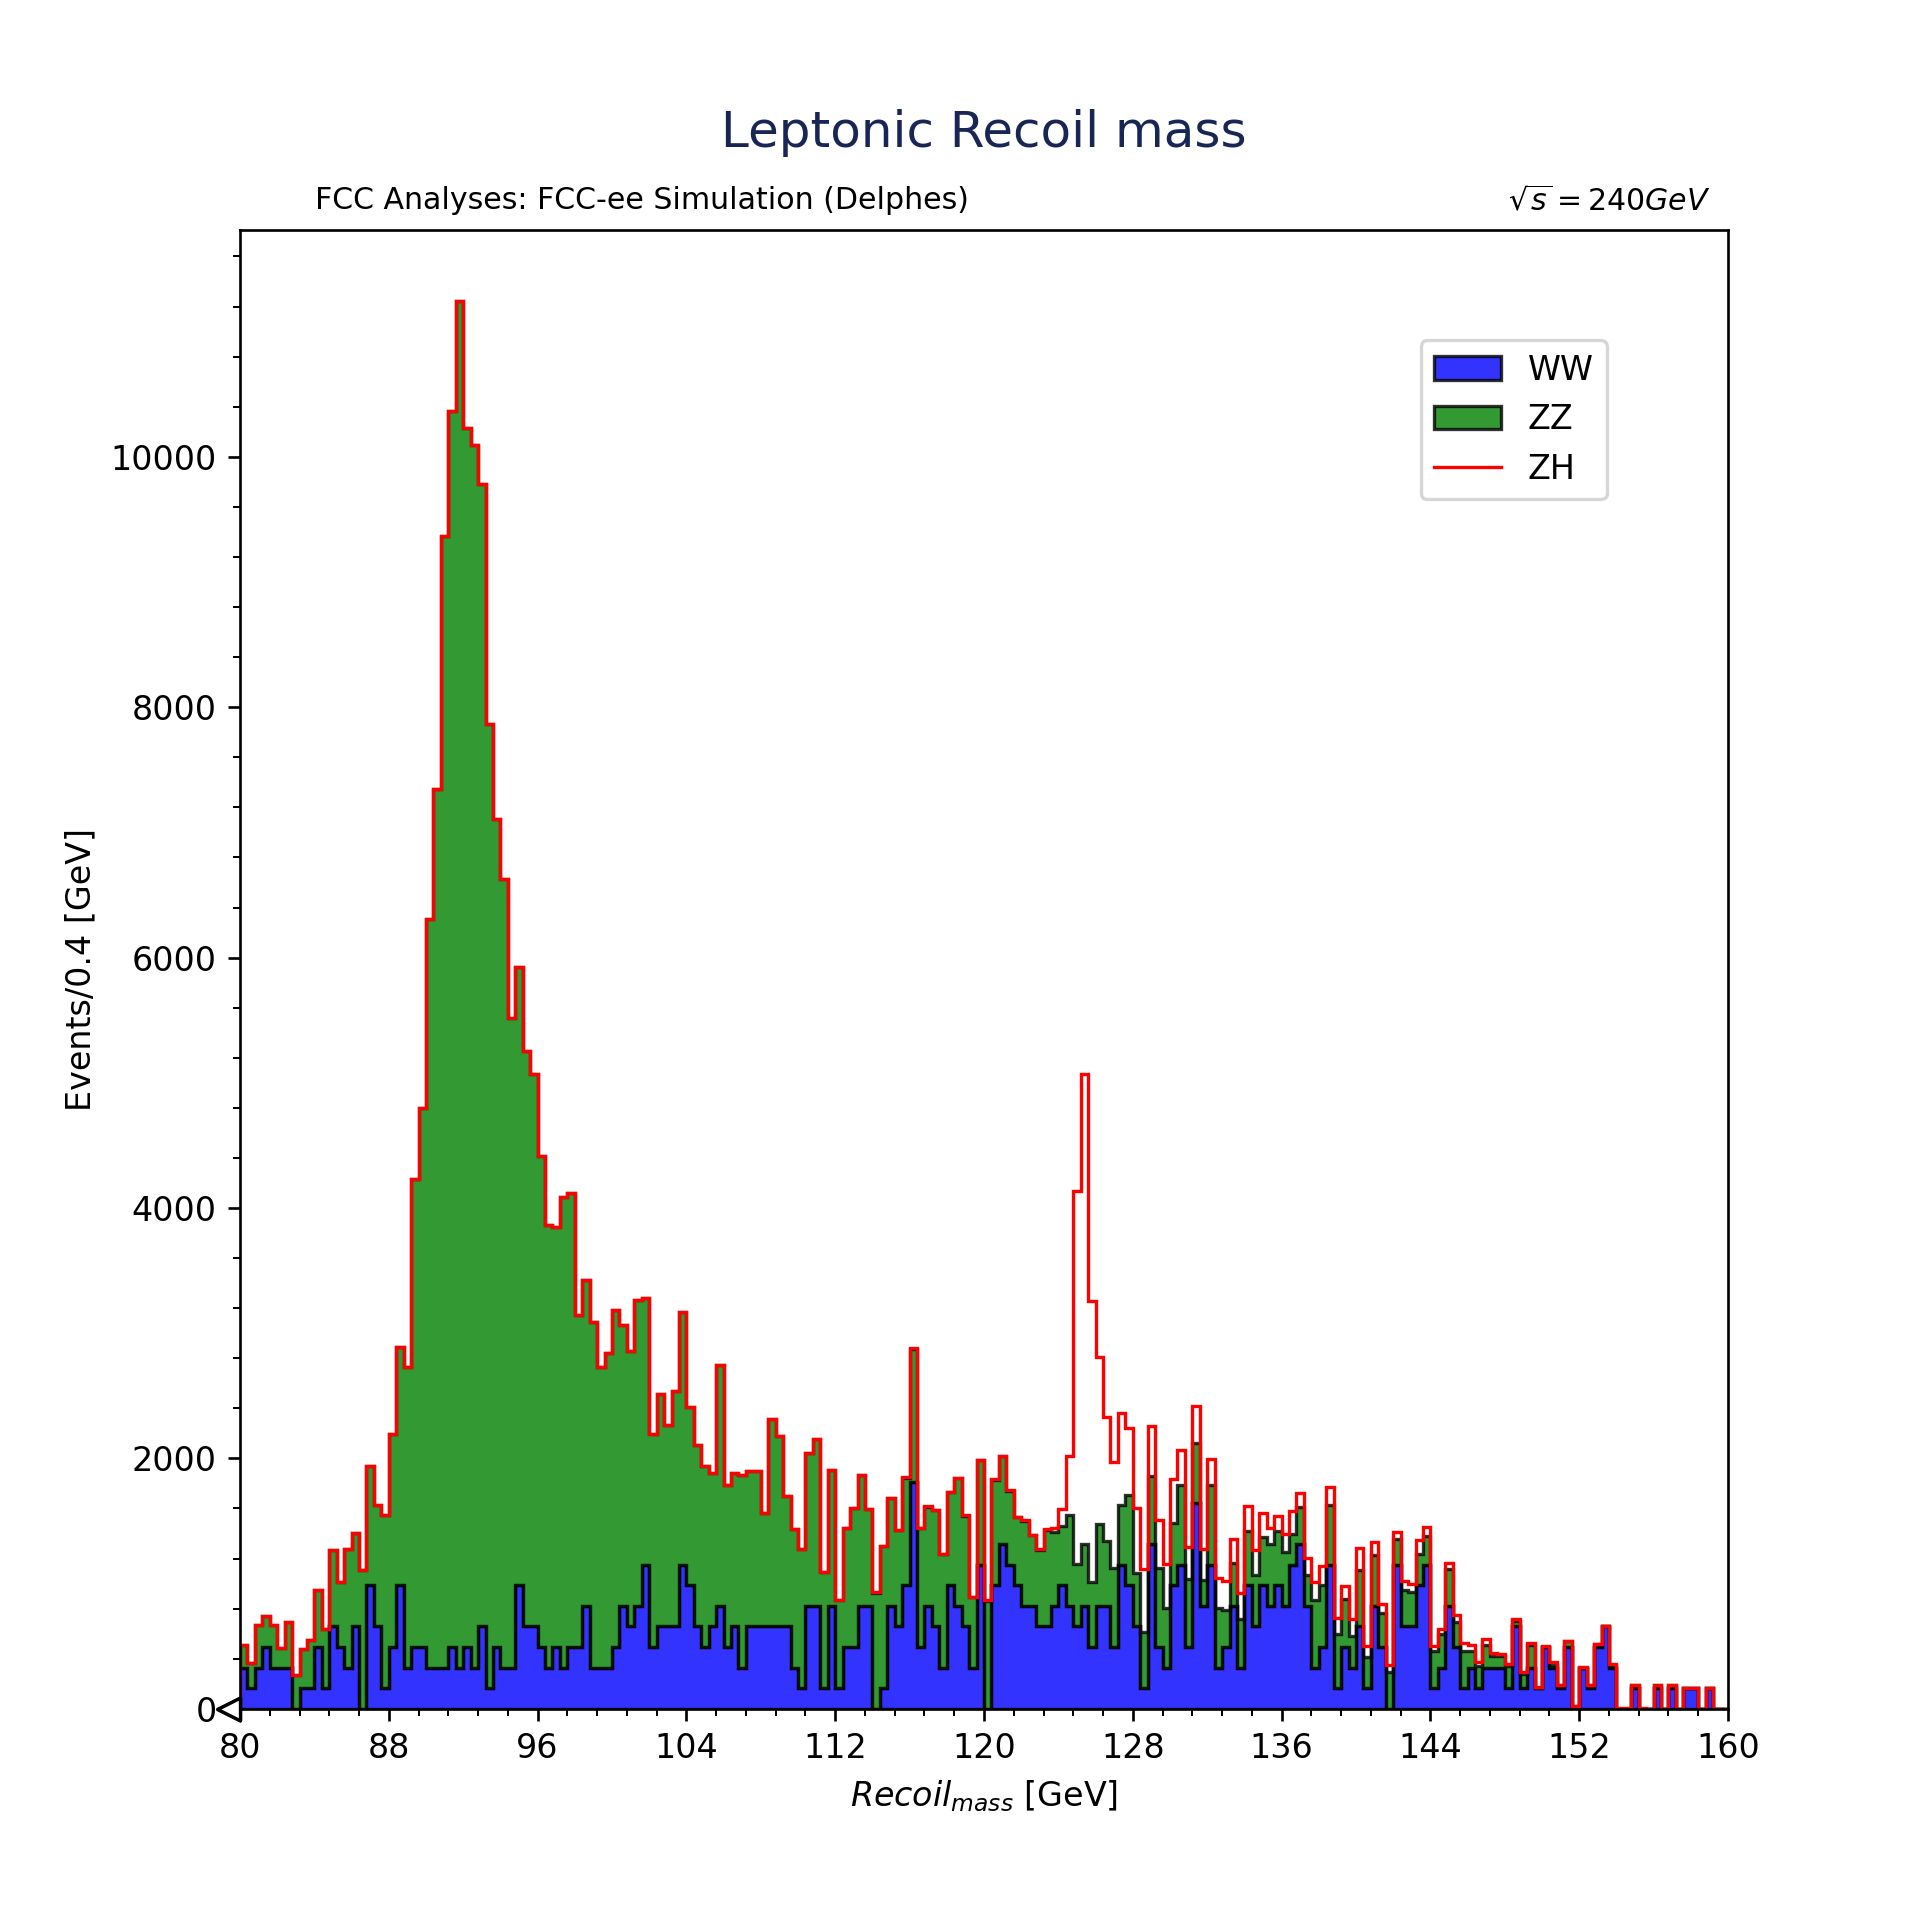 Leptonic Recoil mass
FCC Analyses: FCC-ee Simulation (Delphes)
√s = 240GeV
WW
ZZ
ZH
Events/0.4 [GeV]
10000
8000
6000
4000
2000
0
80 88 96 104 112 120 128 136 144 152 160
Recoil_mass [GeV]